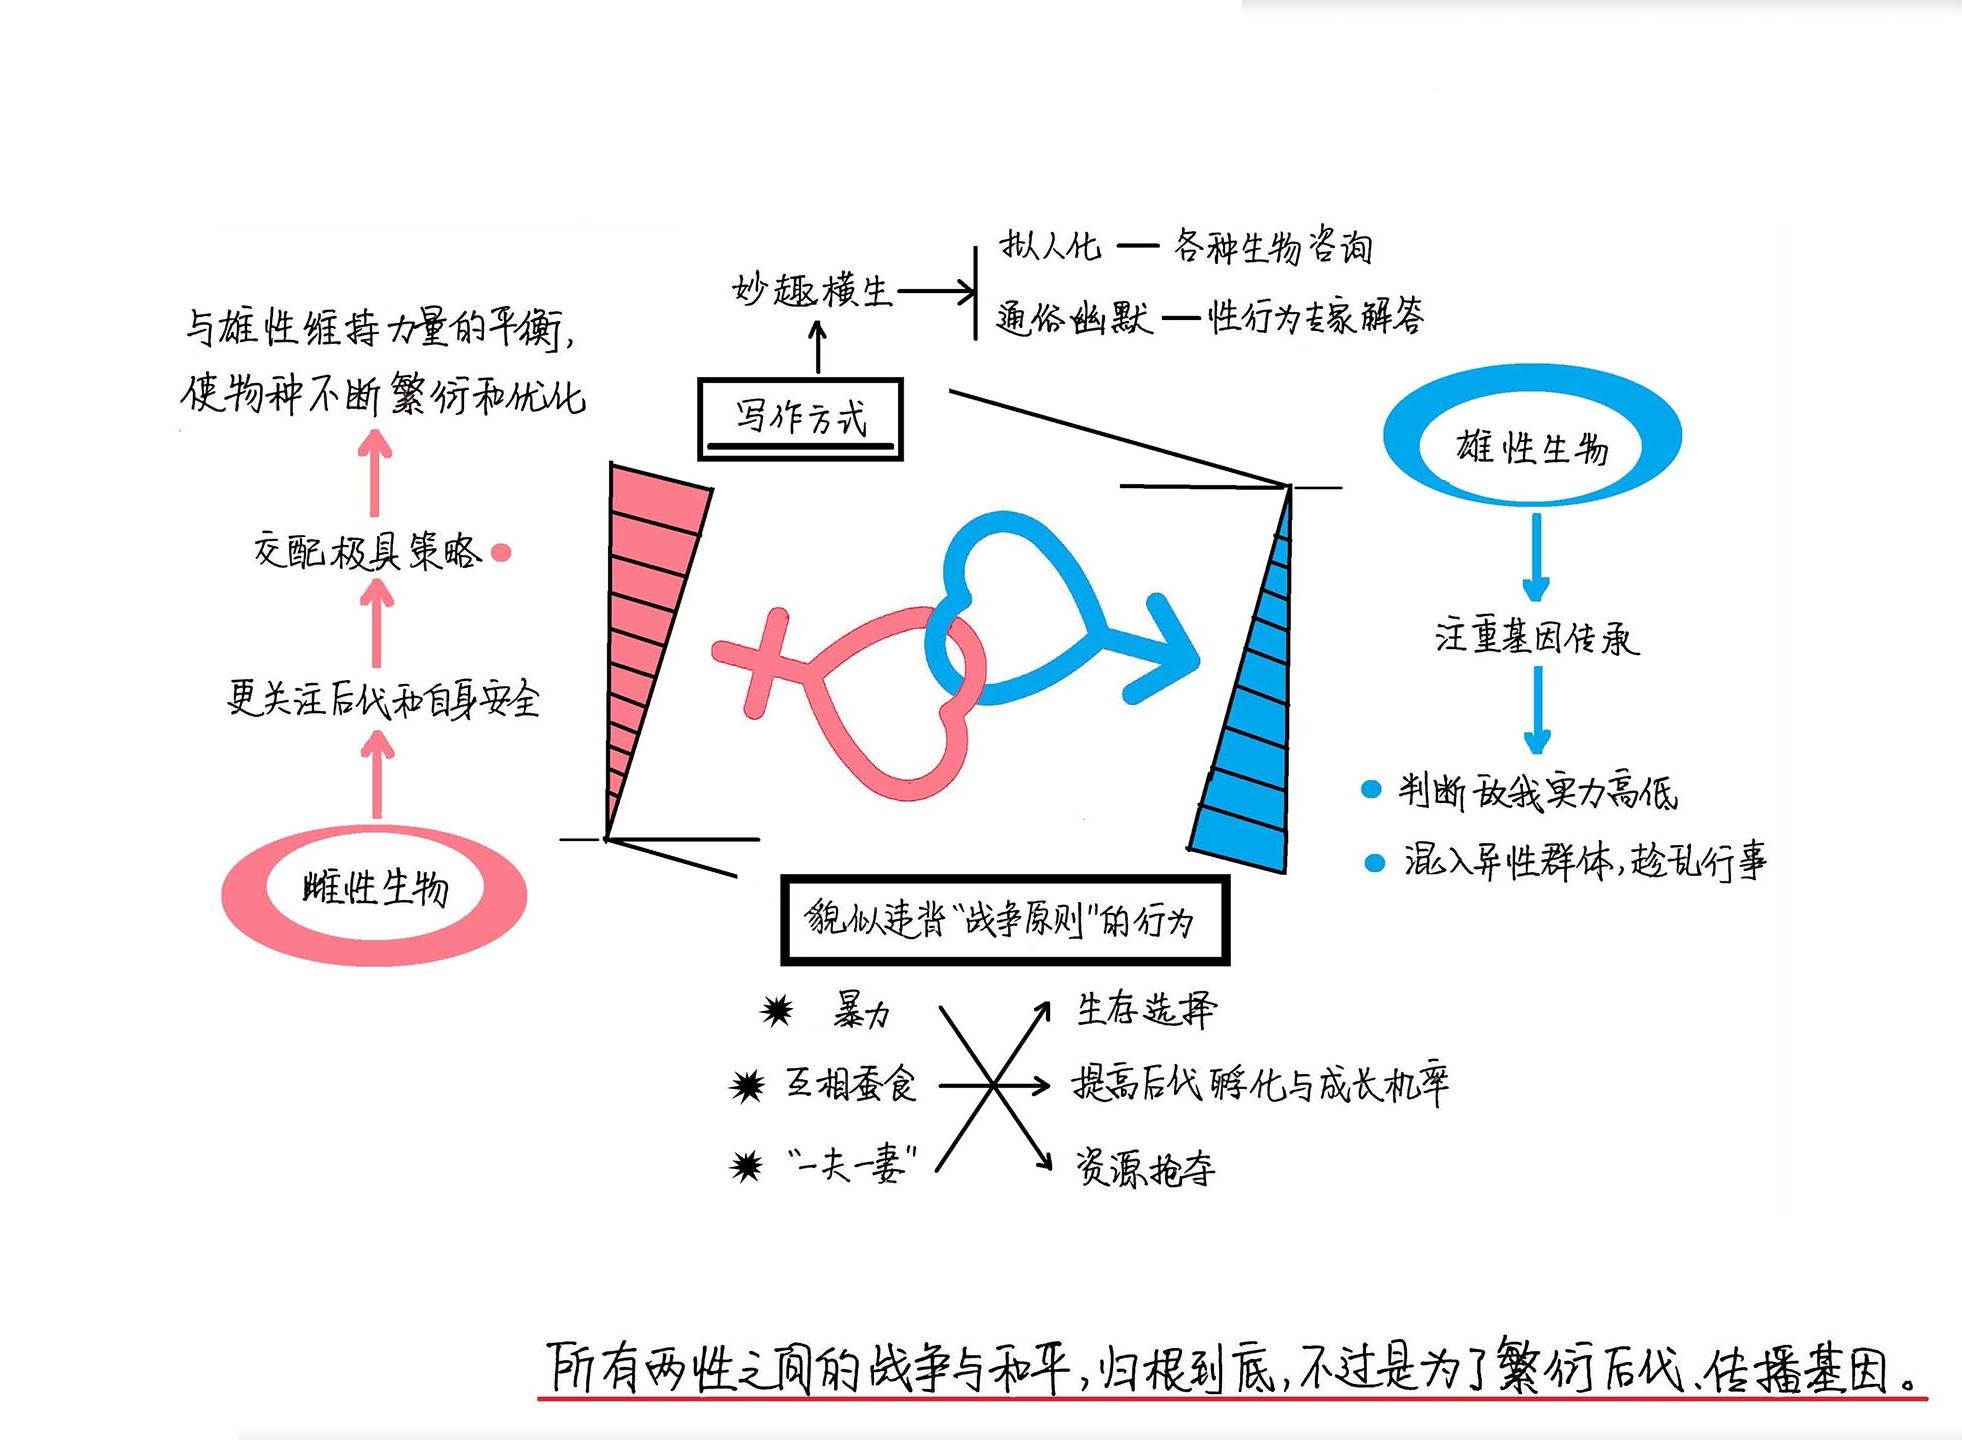 妙趣横生
拟人化 — 各种生物咨询
通俗幽默 — 性行为专家解答
写作方式
与雄性维持力量的平衡,
使物种不断繁衍和优化
交配极具策略
更关注后代和自身安全
雌性生物
雄性生物
注重基因传承
判断敌我实力高低
混入异性群体,趁乱行事
貌似违背“战争原则”的行为
暴力
互相蚕食
“一夫一妻”
生存选择
提高后代孵化与成长机率
资源抢夺
所有两性之间的战争与和平,归根到底,不过是为了繁衍后代、传播基因。